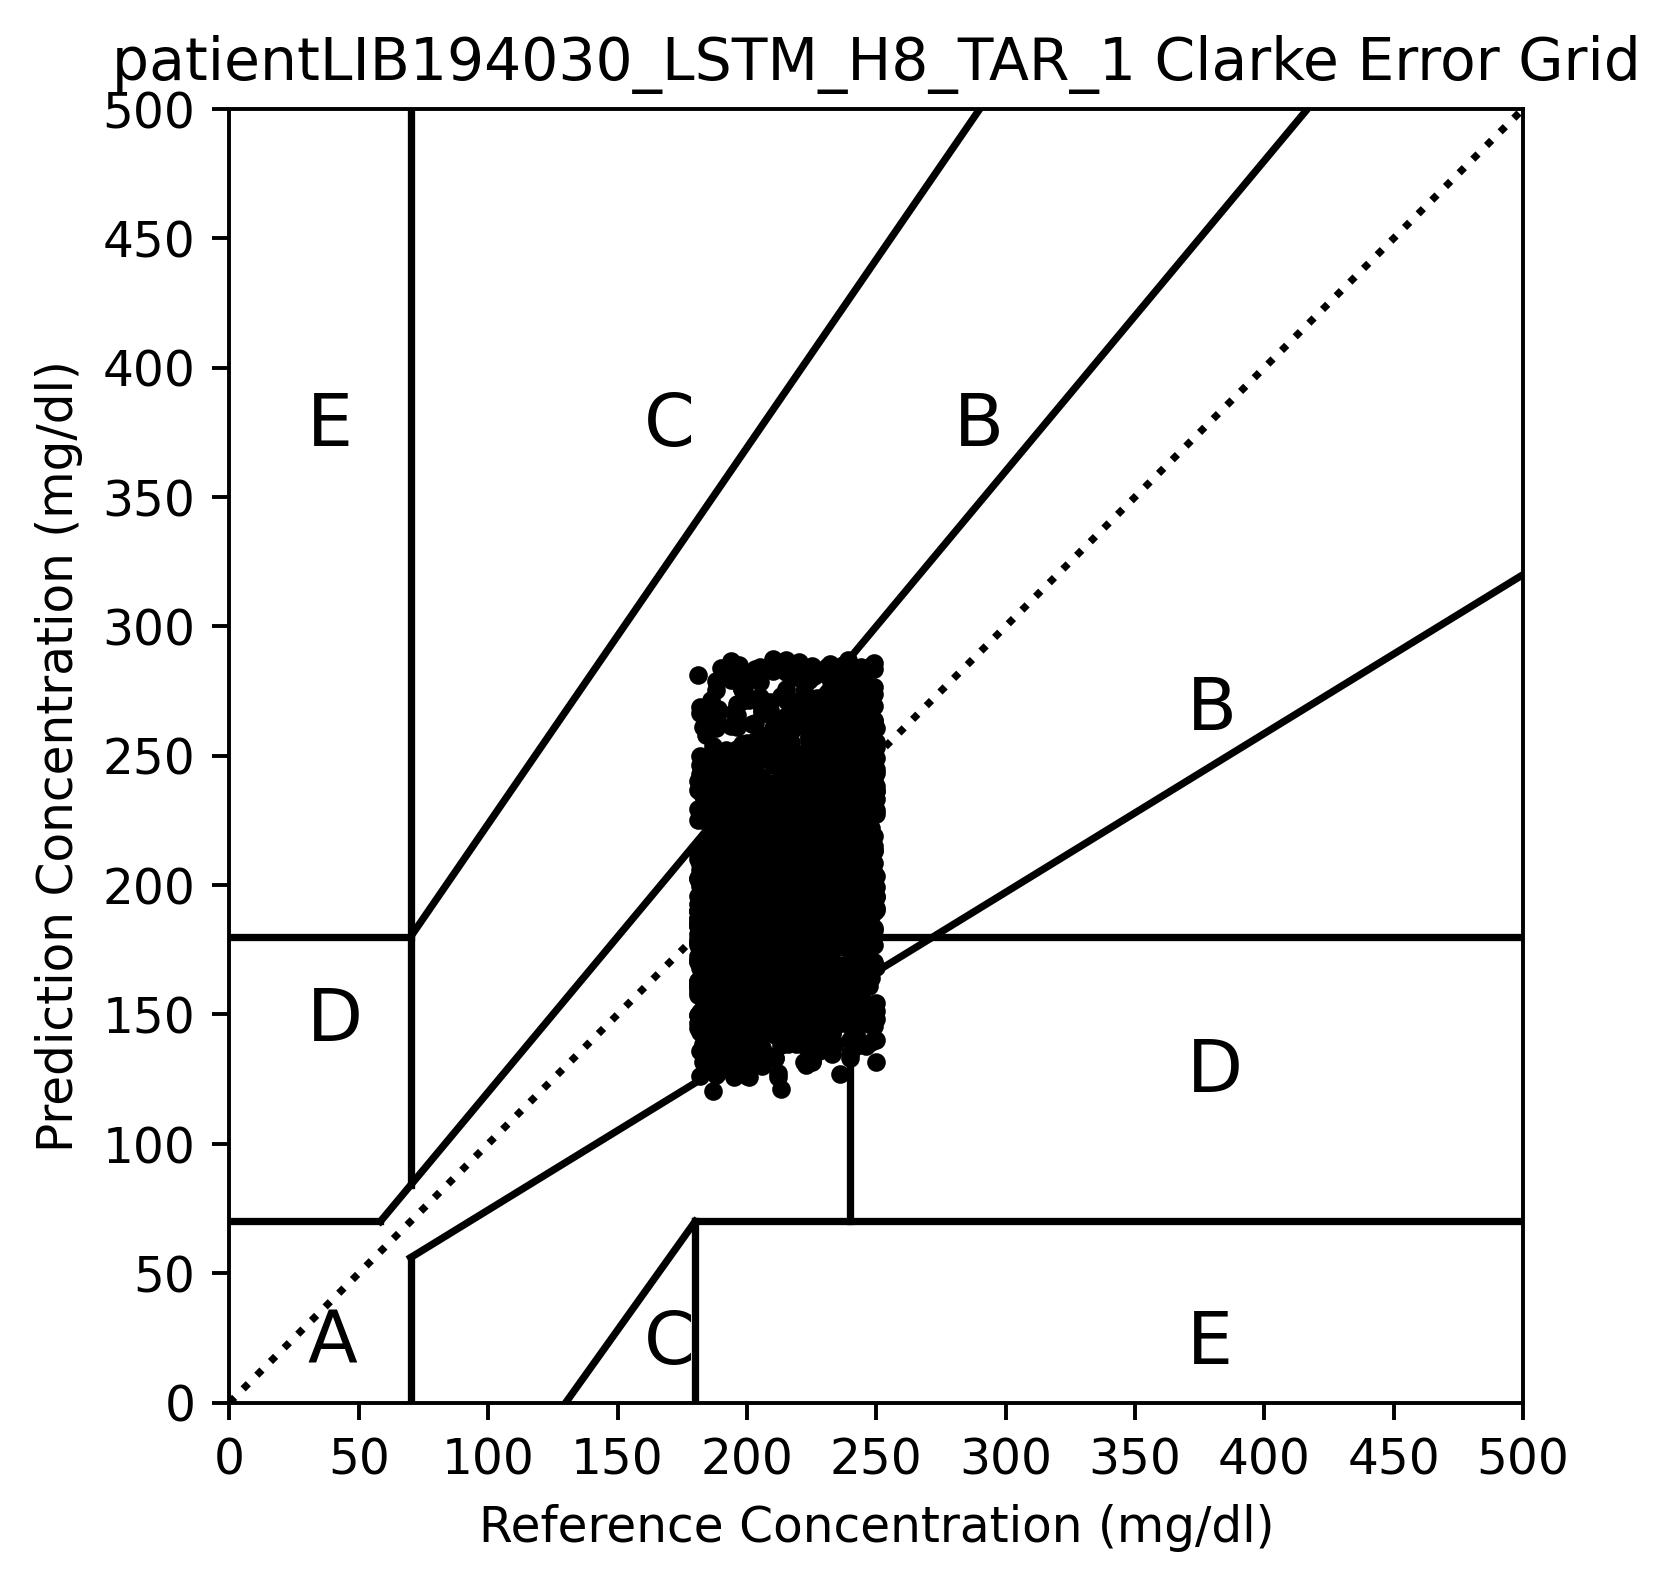 patientLIB194030_LSTM_H8_TAR_1 Clarke Error Grid
500
450
400
350
300
250
200
150
100
50
0
Prediction Concentration (mg/dl)
E
C
B
B
D
D
A
C
E
0 50 100 150 200 250 300 350 400 450 500
Reference Concentration (mg/dl)